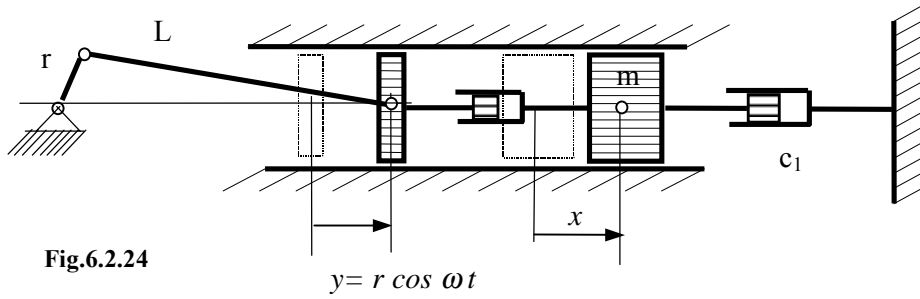 L
r
m
c1
x
Fig.6.2.24
y= r cos ω t